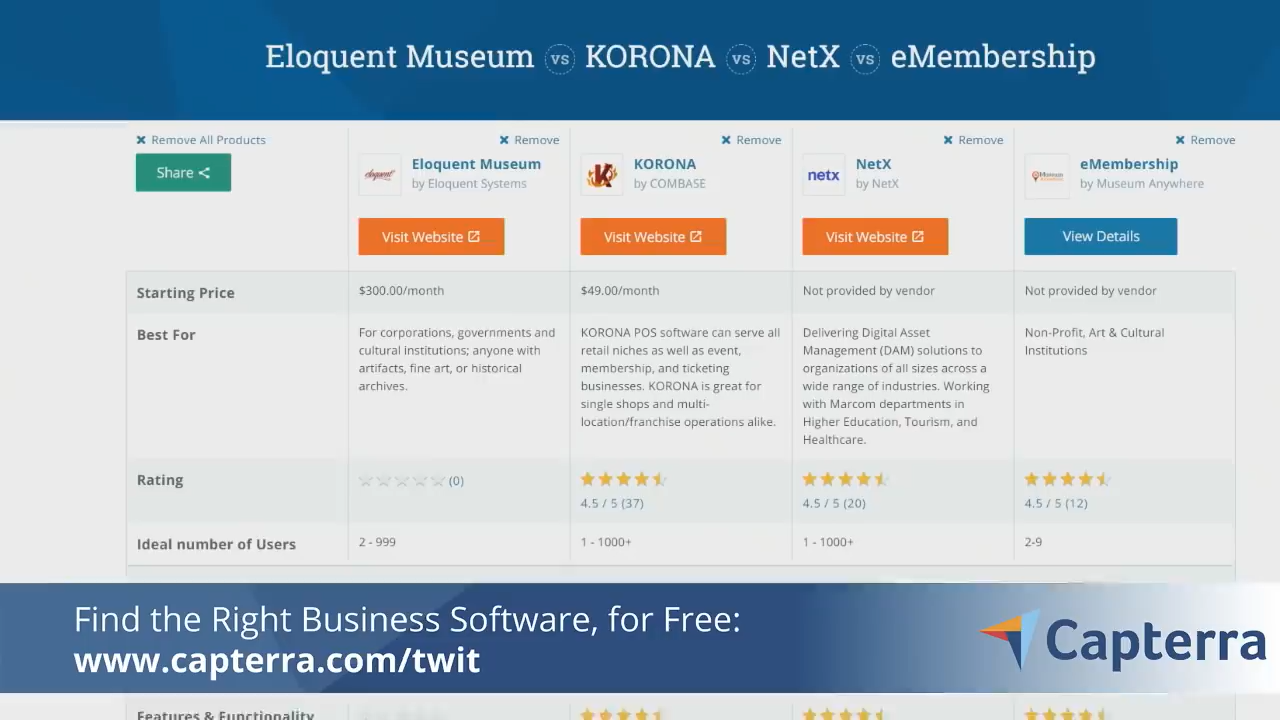 Eloquent Museum vs KORONA vs NetX vs eMembership
Remove All Products
Share
Remove
Eloquent Museum
by Eloquent Systems
Visit Website
Remove
KORONA
by COMBASE
Visit Website
Remove
netx
NetX
by NetX
Visit Website
Remove
eMembership
by Museum Anywhere
View Details
Starting Price
$300.00/month
$49.00/month
Not provided by vendor
Not provided by vendor
Best For
For corporations, governments and
cultural institutions; anyone with
artifacts, fine art, or historical
archives.
KORONA POS software can serve all
retail niches as well as event,
membership, and ticketing
businesses. KORONA is great for
single shops and multi-
location/franchise operations alike.
Delivering Digital Asset
Management (DAM) solutions to
organizations of all sizes across a
wide range of industries. Working
with Marcom departments in
Higher Education, Tourism, and
Healthcare.
Non-Profit, Art & Cultural
Institutions
Rating
(0)
4.5 / 5 (37)
4.5 / 5 (20)
4.5 / 5 (12)
Ideal number of Users
2 - 999
1 - 1000+
1 - 1000+
2-9
Find the Right Business Software, for Free:
www.capterra.com/twit
Capterra
Features & Functionality